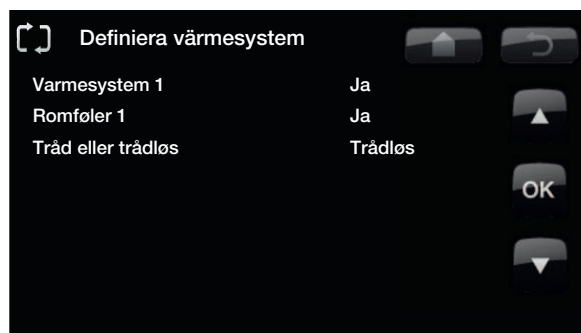 Definiera värmesystem
Varmesystem 1 Ja
Romføler 1 Ja
Tråd eller trådløs Trådløs
OK